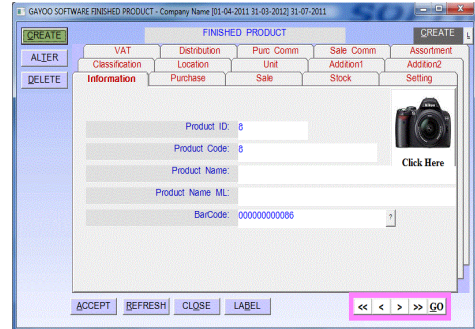 GAYOO SOFTWARE FINISHED PRODUCT - Company Name [01-04-2011 31-03-2012] 31-07-2011
CREATE FINISHED PRODUCT CREATE L
ALTER
DELETE
VAT Distribution Purc Comm Sale Comm Assortment
Classification Location Unit Addition1 Addition2
Information Purchase Sale Stock Setting
Product ID: 8
Product Code: 8
Product Name:
Product Name ML:
BarCode: 000000000086 ?
Nikon
Click Here
ACCEPT REFRESH CLOSE LABEL << < > >> GO